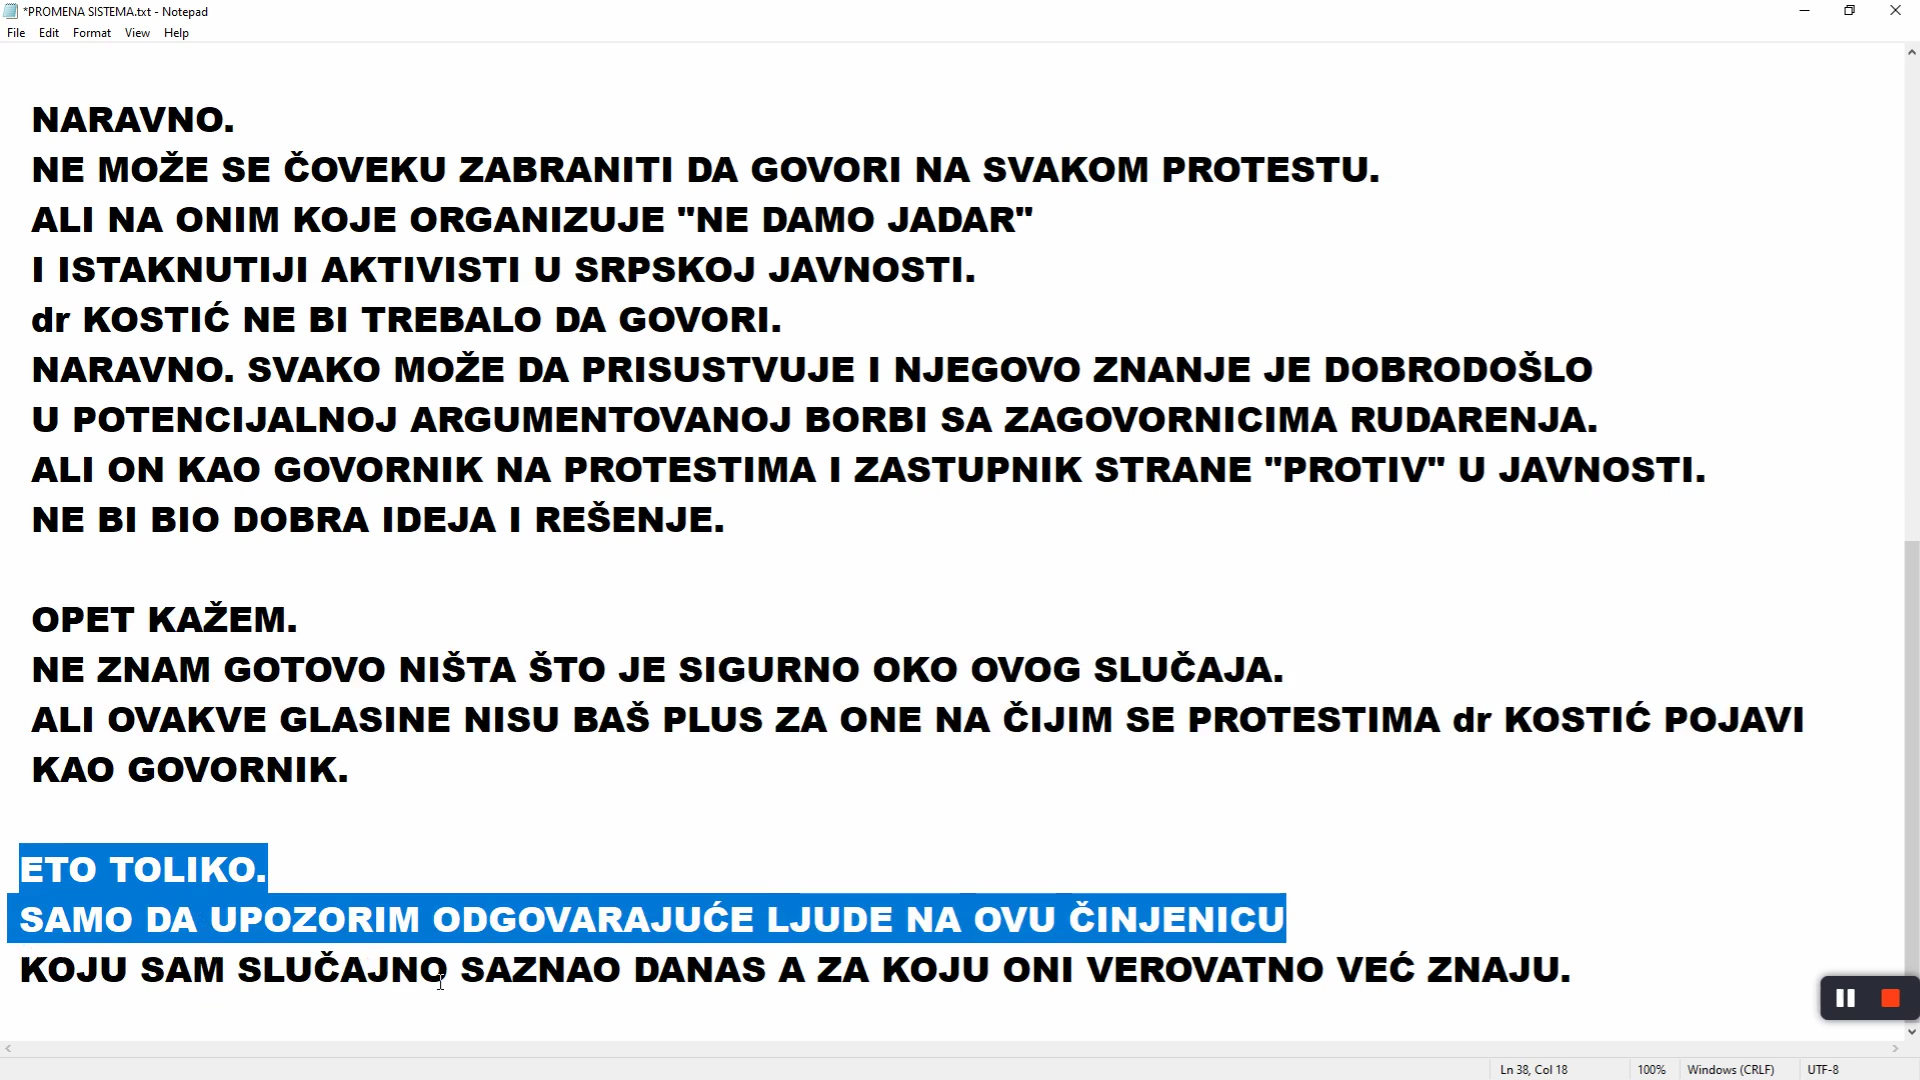 *PROMENA SISTEMA.txt - Notepad
File Edit Format View Help
NARAVNO.
NE MOŽE SE ČOVEKU ZABRANITI DA GOVORI NA SVAKOM PROTESTU.
ALI NA ONIM KOJE ORGANIZUJE "NE DAMO JADAR"
I ISTAKNUTIJI AKTIVISTI U SRPSKOJ JAVNOSTI.
dr KOSTIĆ NE BI TREBALO DA GOVORI.
NARAVNO. SVAKO MOŽE DA PRISUSTVUJE I NJEGOVO ZNANJE JE DOBRODOŠLO
U POTENCIJALNOJ ARGUMENTOVANOJ BORBI SA ZAGOVORNICIMA RUDARENJA.
ALI ON KAO GOVORNIK NA PROTESTIMA I ZASTUPNIK STRANE "PROTIV" U JAVNOSTI.
NE BI BIO DOBRA IDEJA I REŠENJE.
OPET KAŽEM.
NE ZNAM GOTOVO NIŠTA ŠTO JE SIGURNO OKO OVOG SLUČAJA.
ALI OVAKVE GLASINE NISU BAŠ PLUS ZA ONE NA ČIJIM SE PROTESTIMA dr KOSTIĆ POJAVI
KAO GOVORNIK.
ETO TOLIKO.
SAMO DA UPOZORIM ODGOVARAJUĆE LJUDE NA OVU ČINJENICU
KOJU SAM SLUČAJNO SAZNAO DANAS A ZA KOJU ONI VEROVATNO VEĆ ZNAJU.
Ln 38, Col 18 100% Windows (CRLF) UTF-8